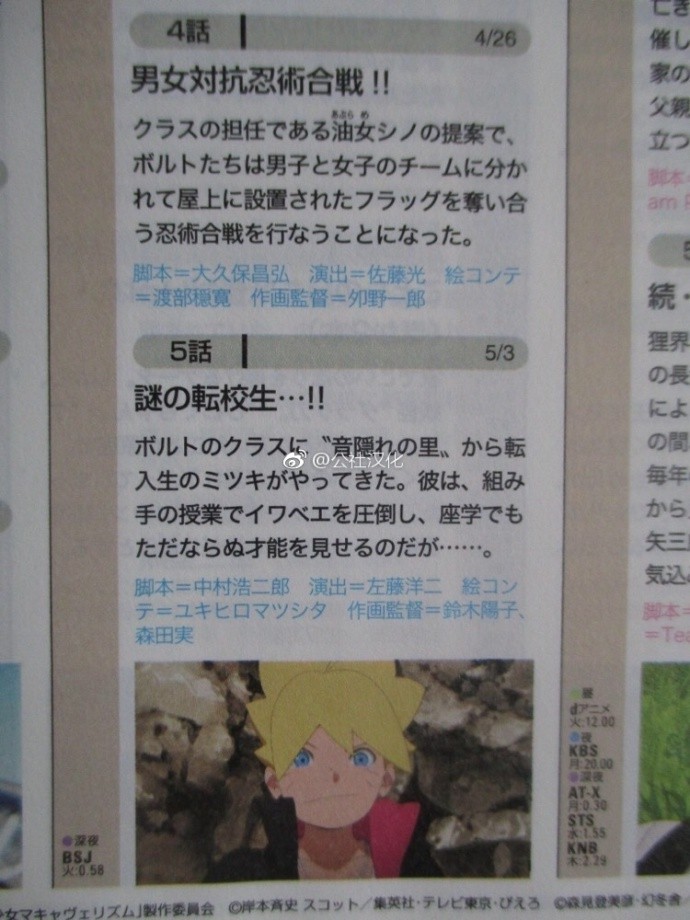 4話
4/26
男女対抗忍術合戦!!
クラスの担任である油女シノの提案で、
あぶら め
ボルトたちは男子と女子のチームに分か
れて屋上に設置されたフラッグを奪い合
う忍術合戦を行なうことになった。
脚本=大久保昌弘 演出=佐藤光 絵コンテ
=渡部穏寛 作画監督=夘野一郎
5話
5/3
謎の転校生…!!
ボルトのクラスに〝音隠れの里〟から転
入生のミツキがやってきた。彼は、組み
手の授業でイワベエを圧倒し、座学でも
ただならぬ才能を見せるのだが……。
脚本=中村浩二郎 演出=左藤洋二 絵コン
テ=ユキヒロマツシタ 作画監督=鈴木陽子、
森田実
@公社汉化
●深夜
BSJ
火:0.58
●昼
dアニメ
火:12.00
●夜
KBS
月:20.00
●深夜
AT-X
月:0.30
STS
水:1.55
KNB
木:2.29
催し
家の
父親
立つ
脚本=
am P
続・
狸界
の長
によ
の間
毎年
から
矢三
気込
脚本=
=Tea
少女マキャヴェリズム」製作委員会 ©岸本斉史 スコット/集英社・テレビ東京・ぴえろ ©森見登美彦・幻冬舎